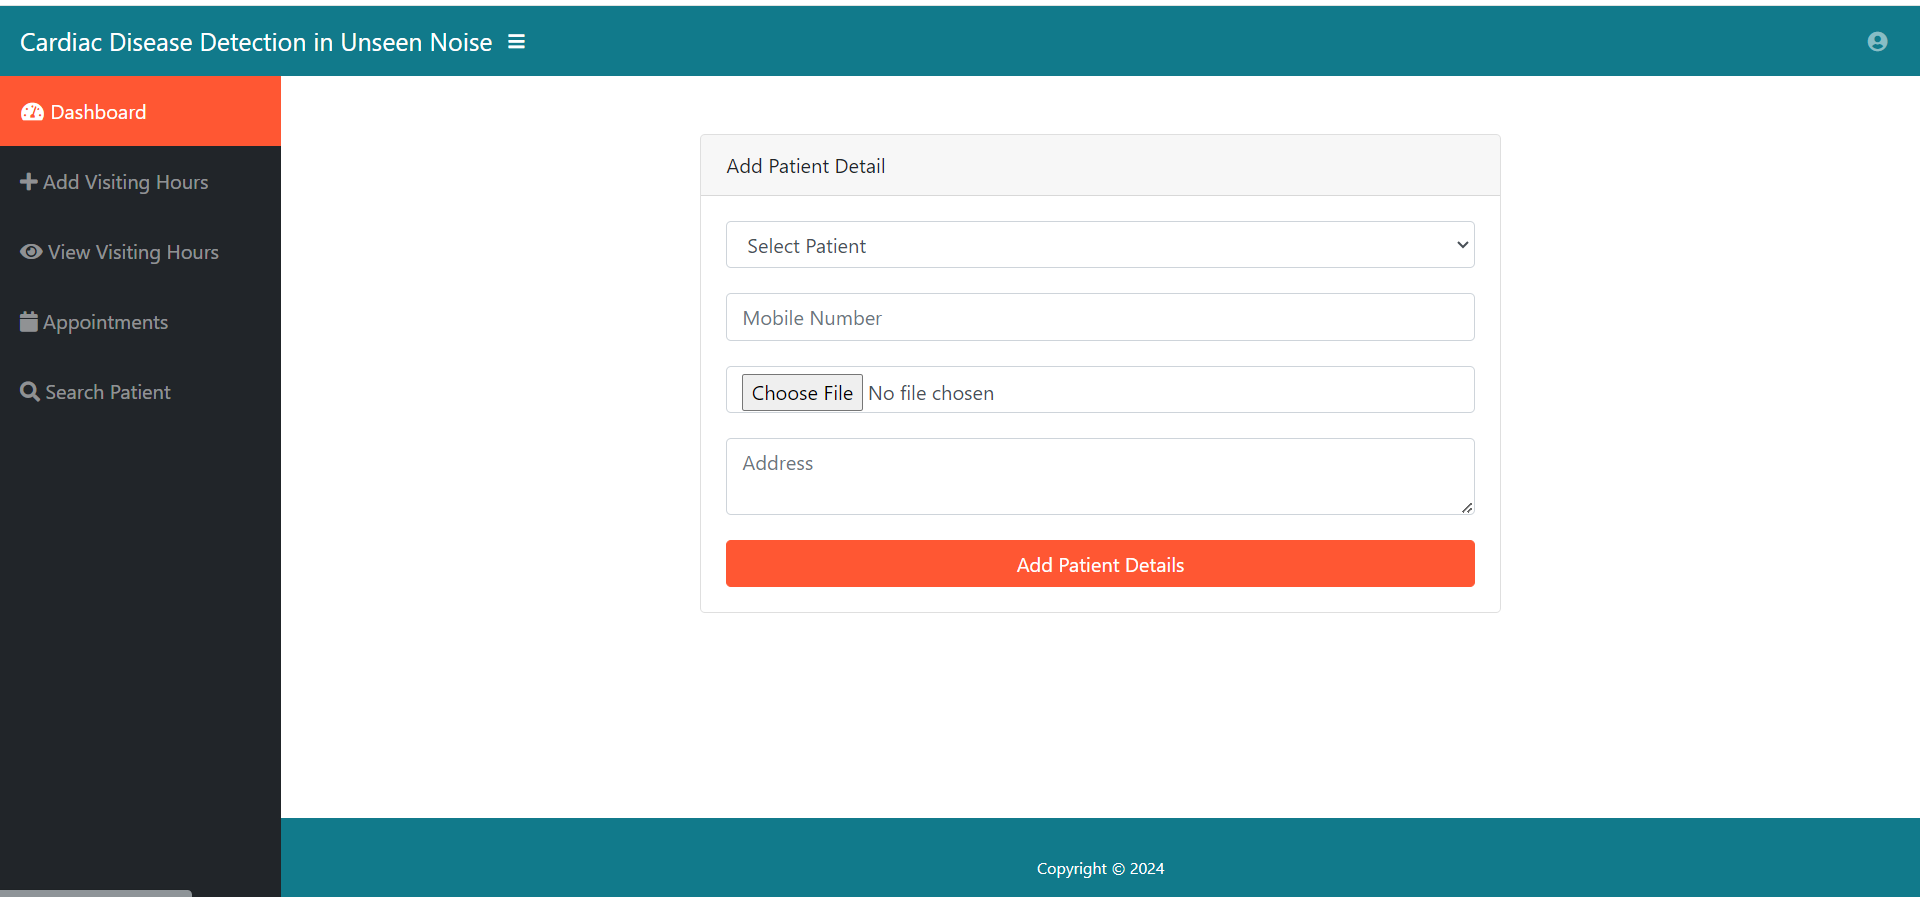 Cardiac Disease Detection in Unseen Noise
Dashboard
Add Visiting Hours
View Visiting Hours
Appointments
Search Patient
Add Patient Detail
Select Patient
Mobile Number
Choose File No file chosen
Address
Add Patient Details
Copyright © 2024